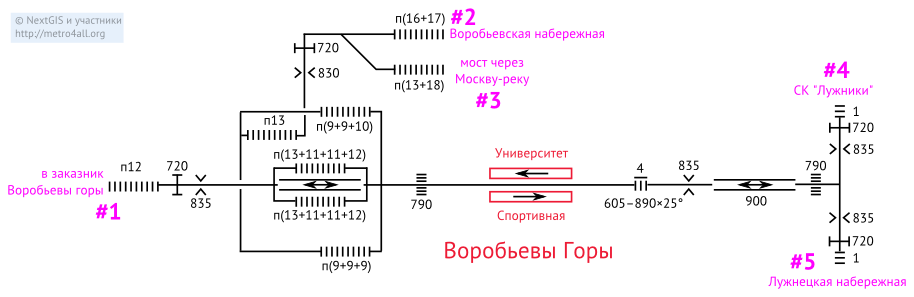 © NextGIS и участники
http://metro4all.org
п(16+17)
#2
Воробьевская набережная
720
830
мост через
Москву-реку
п(13+18)
#3
#4
СК "Лужники"
1
720
835
п13
п(9+9+10)
п12
720
в заказник
Воробьевы горы
#1
835
п(13+11+11+12)
п(13+11+11+12)
п(9+9+9)
790
Университет
Спортивная
Воробьевы Горы
4
605–890×25°
835
900
790
835
720
1
#5
Лужнецкая набережная